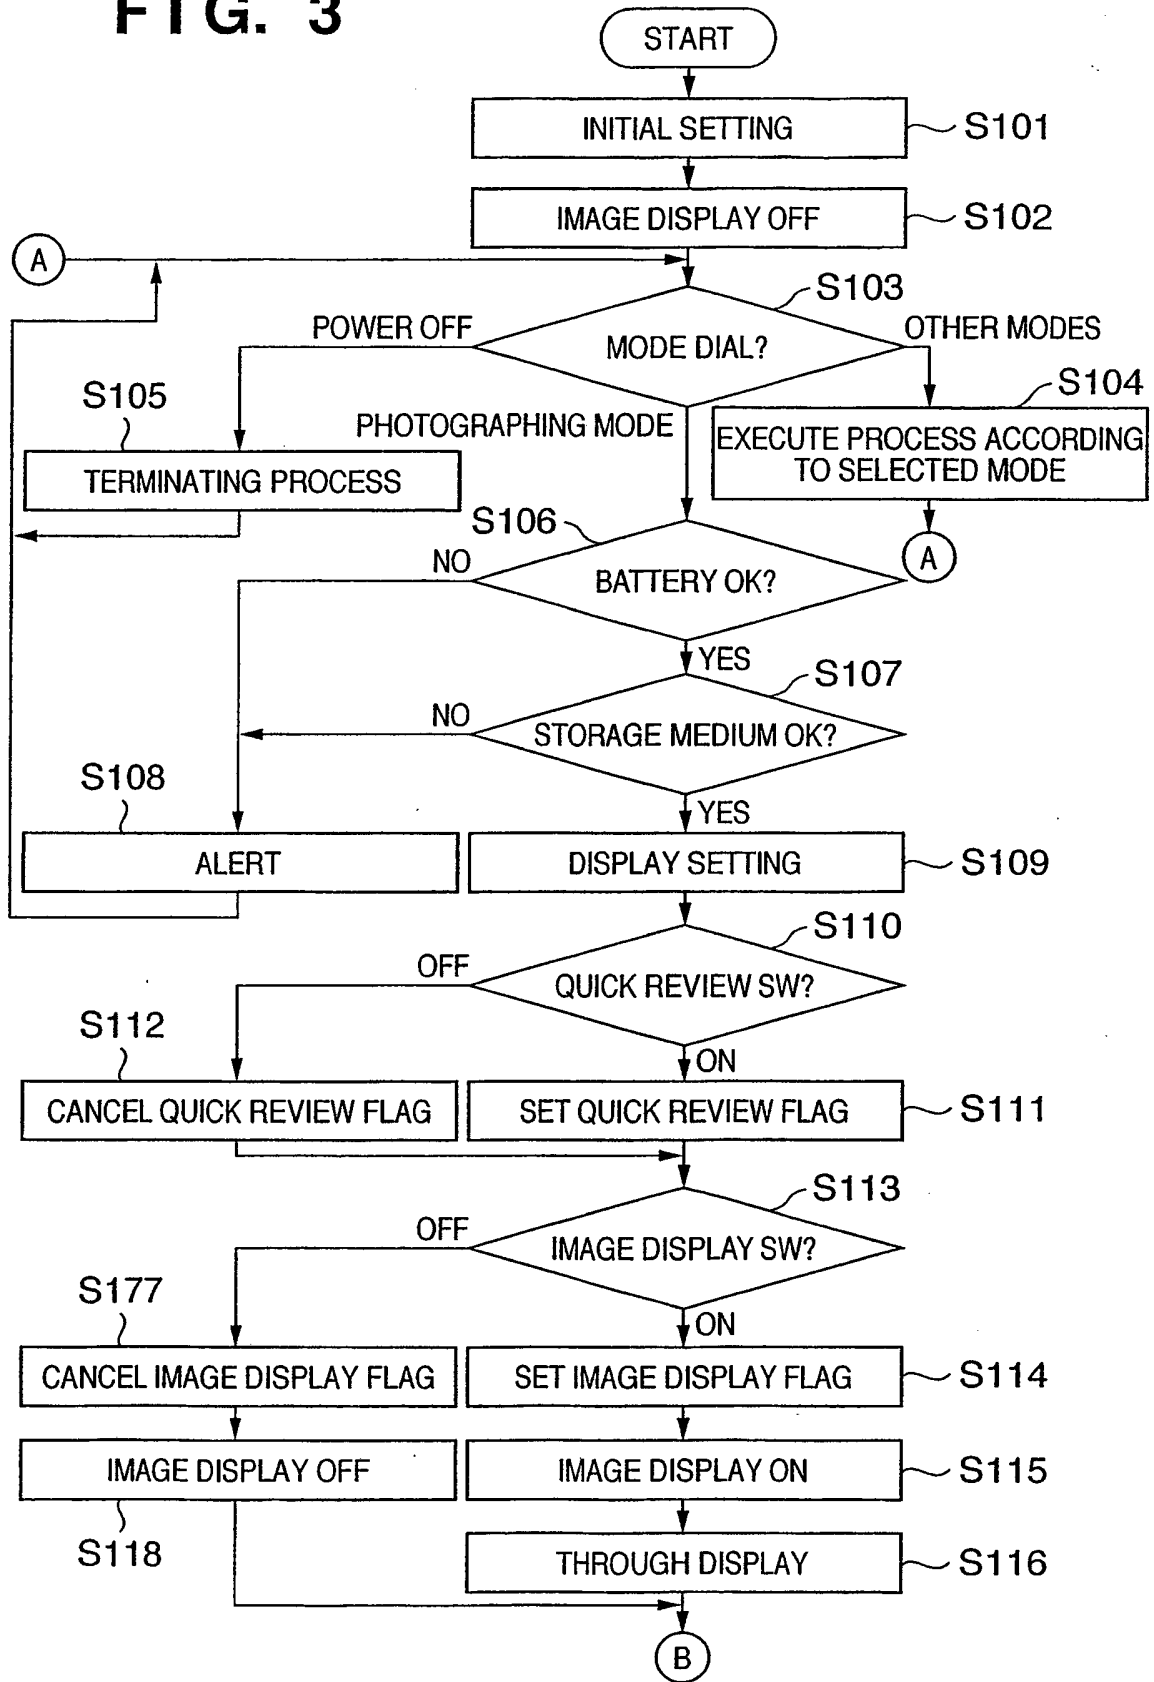 FIG. 3
START
INITIAL SETTING
S101
IMAGE DISPLAY OFF
S102
A
S103
POWER OFF
MODE DIAL?
OTHER MODES
S105
S104
PHOTOGRAPHING MODE
EXECUTE PROCESS ACCORDING
TO SELECTED MODE
TERMINATING PROCESS
S106
A
NO
BATTERY OK?
YES
S107
NO
STORAGE MEDIUM OK?
S108
YES
ALERT
DISPLAY SETTING
S109
S110
OFF
QUICK REVIEW SW?
S112
ON
CANCEL QUICK REVIEW FLAG
SET QUICK REVIEW FLAG
S111
S113
OFF
IMAGE DISPLAY SW?
S177
ON
CANCEL IMAGE DISPLAY FLAG
SET IMAGE DISPLAY FLAG
S114
IMAGE DISPLAY OFF
IMAGE DISPLAY ON
S115
S118
THROUGH DISPLAY
S116
B